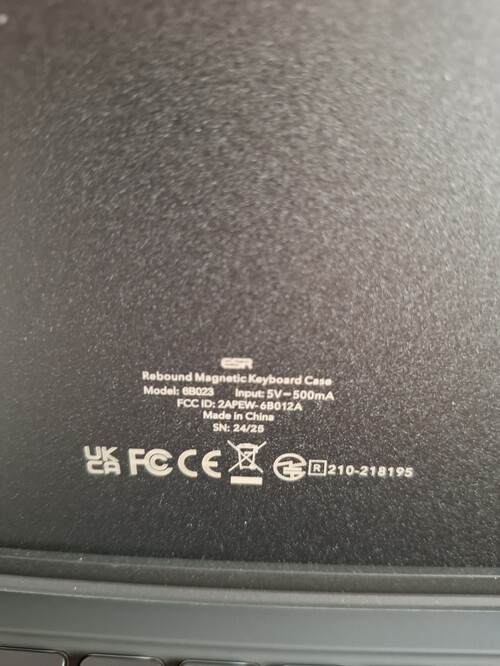 ESR
Rebound Magnetic Keyboard Case
Model: 6B023 Input: 5V⎓500mA
FCC ID: 2APEW-6B012A
Made in China
SN: 24/25
UK CA FC CE R 210-218195